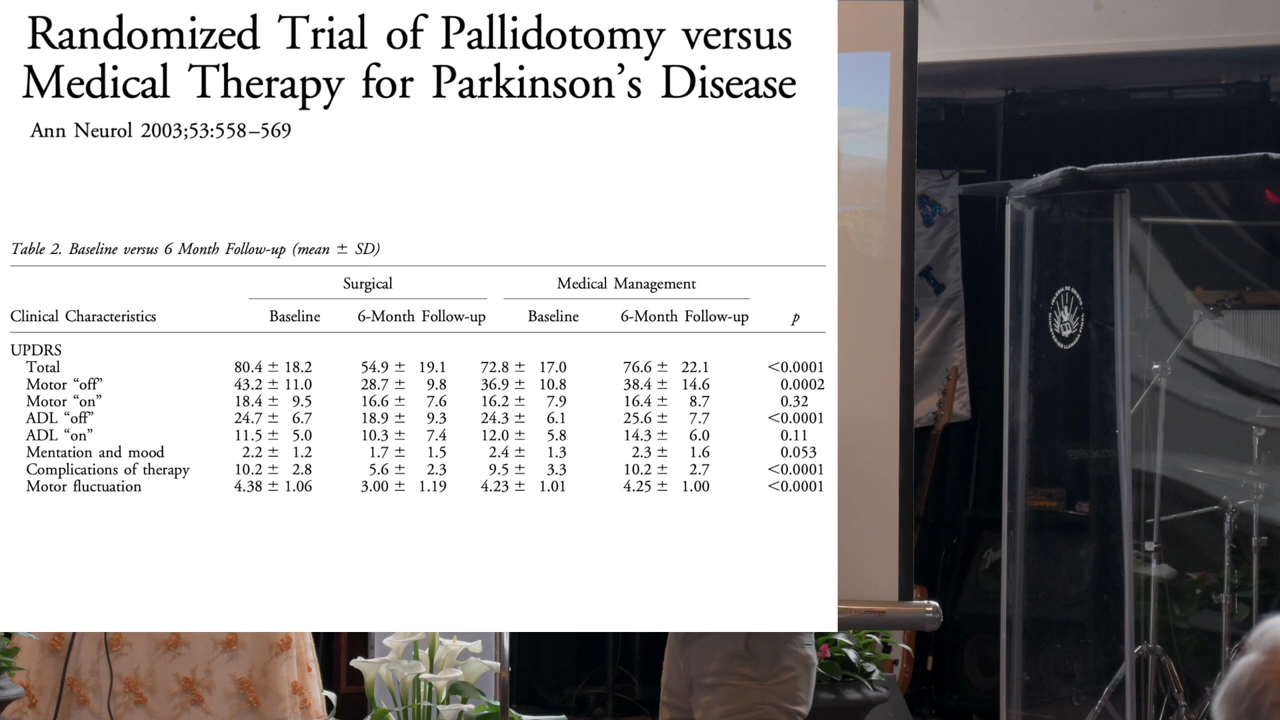 Randomized Trial of Pallidotomy versus
Medical Therapy for Parkinson's Disease
Ann Neurol 2003;53:558–569
Table 2. Baseline versus 6 Month Follow-up (mean ± SD)
Surgical Medical Management
Clinical Characteristics Baseline 6-Month Follow-up Baseline 6-Month Follow-up p
UPDRS
Total 80.4 ± 18.2 54.9 ± 19.1 72.8 ± 17.0 76.6 ± 22.1 <0.0001
Motor “off” 43.2 ± 11.0 28.7 ± 9.8 36.9 ± 10.8 38.4 ± 14.6 0.0002
Motor “on” 18.4 ± 9.5 16.6 ± 7.6 16.2 ± 7.9 16.4 ± 8.7 0.32
ADL “off” 24.7 ± 6.7 18.9 ± 9.3 24.3 ± 6.1 25.6 ± 7.7 <0.0001
ADL “on” 11.5 ± 5.0 10.3 ± 7.4 12.0 ± 5.8 14.3 ± 6.0 0.11
Mentation and mood 2.2 ± 1.2 1.7 ± 1.5 2.4 ± 1.3 2.3 ± 1.6 0.053
Complications of therapy 10.2 ± 2.8 5.6 ± 2.3 9.5 ± 3.3 10.2 ± 2.7 <0.0001
Motor fluctuation 4.38 ± 1.06 3.00 ± 1.19 4.23 ± 1.01 4.25 ± 1.00 <0.0001